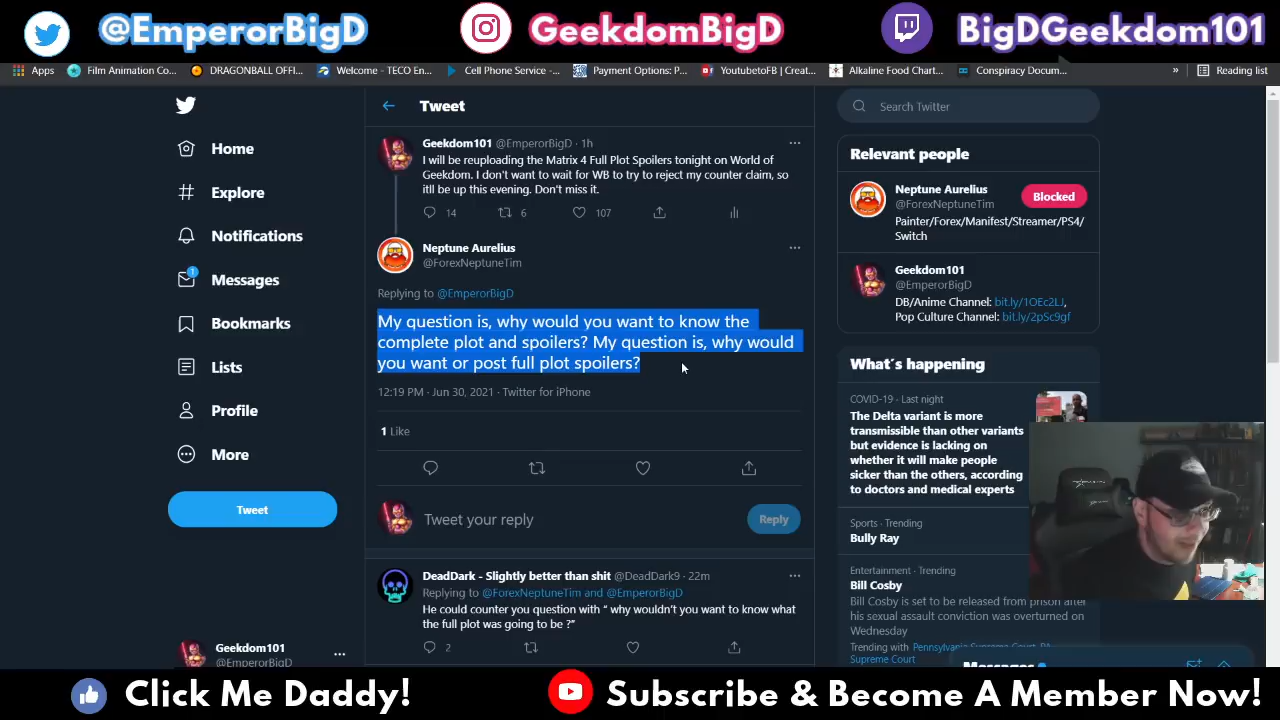 @EmperorBigD
GeekdomBigD
BigDGeekdom101
Apps
Film Animation Co...
DRAGONBALL OFFI...
Welcome - TECO En...
Cell Phone Service -...
Payment Options: P...
YoutubetoFB | Creat...
Alkaline Food Chart...
Conspiracy Docum...
»
Reading list
Home
Explore
Notifications
1
Messages
Bookmarks
Lists
Profile
More
Tweet
Geekdom101
@EmperorBigD
Tweet
Geekdom101 @EmperorBigD · 1h
I will be reuploading the Matrix 4 Full Plot Spoilers tonight on World of
Geekdom. I don't want to wait for WB to try to reject my counter claim, so
itll be up this evening. Don't miss it.
14 6 107
Neptune Aurelius
@ForexNeptuneTim
Replying to @EmperorBigD
My question is, why would you want to know the
complete plot and spoilers? My question is, why would
you want or post full plot spoilers?
12:19 PM · Jun 30, 2021 · Twitter for iPhone
1 Like
Tweet your reply
Reply
DeadDark - Slightly better than shit @DeadDark9 · 22m
Replying to @ForexNeptuneTim and @EmperorBigD
He could counter you question with “ why wouldn't you want to know what
the full plot was going to be ?”
2
Search Twitter
Relevant people
Neptune Aurelius
@ForexNeptuneTim
Blocked
Painter/Forex/Manifest/Streamer/PS4/
Switch
Geekdom101
@EmperorBigD
DB/Anime Channel: bit.ly/1OEc2LJ,
Pop Culture Channel: bit.ly/2pSc9gf
What's happening
COVID-19 · Last night
The Delta variant is more
transmissible than other variants
but evidence is lacking on
whether it will make people
sicker than the others, according
to doctors and medical experts
Sports · Trending
Bully Ray
Entertainment · Trending
Bill Cosby
Bill Cosby is set to be released from prison after
his sexual assault conviction was overturned on
Wednesday
Trending with Pennsylvania Supreme Court, PA
Supreme Court
Messages
Click Me Daddy!
Subscribe & Become A Member Now!